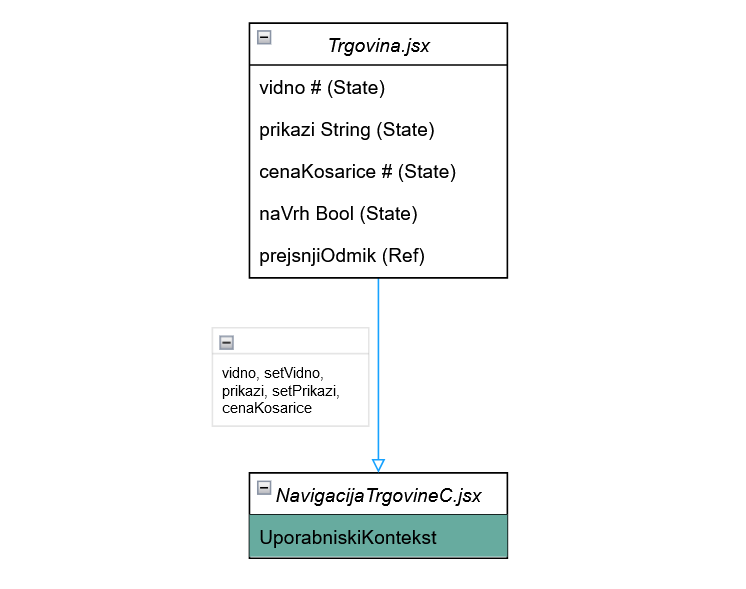 Trgovina.jsx
vidno # (State)
prikazi String (State)
cenaKosarice # (State)
naVrh Bool (State)
prejsnjiOdmik (Ref)
vidno, setVidno,
prikazi, setPrikazi,
cenaKosarice
NavigacijaTrgovineC.jsx
UporabniskiKontekst